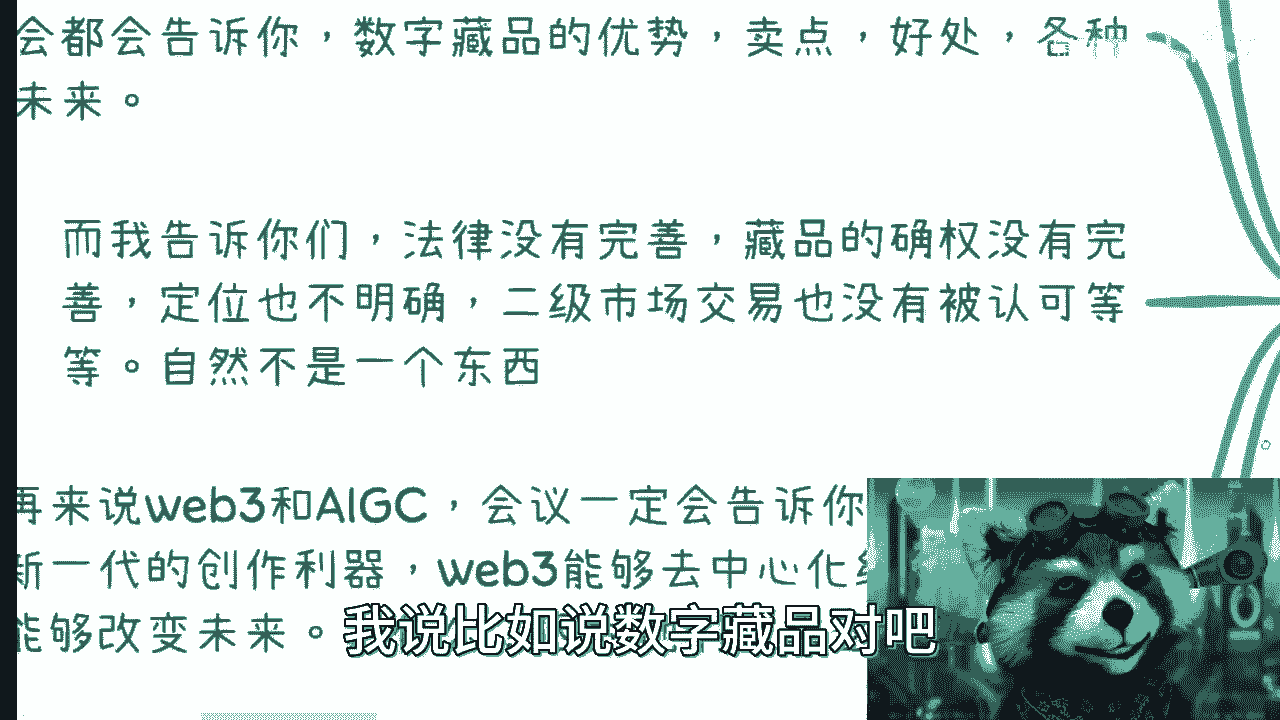 会都会告诉你，数字藏品的优势，卖点，好处，各种
未来。
而我告诉你们，法律没有完善，藏品的确权没有完
善，定位也不明确，二级市场交易也没有被认可等
等。自然不是一个东西
再来说web3和AIGC，会议一定会告诉你
新一代的创作利器，web3能够去中心化
能够改变未来。
我说比如说数字藏品对吧